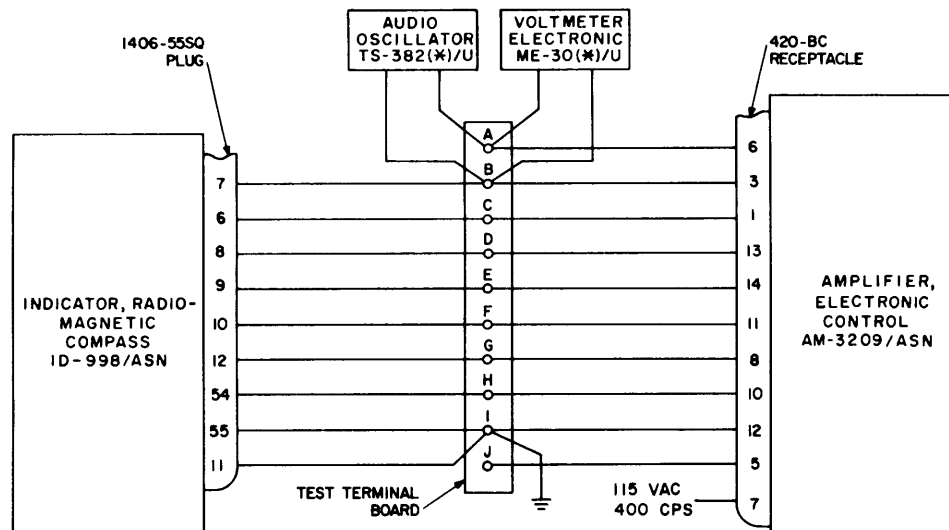 1406-55SQ
PLUG
AUDIO
OSCILLATOR
TS-382(*)/U
VOLTMETER
ELECTRONIC
ME-30(*)/U
420-BC
RECEPTACLE
INDICATOR, RADIO-
MAGNETIC
COMPASS
ID-998/ASN
7
6
8
9
10
12
54
55
11
A
B
C
D
E
F
G
H
I
J
TEST TERMINAL
BOARD
6
3
1
13
14
11
8
10
12
5
7
115 VAC
400 CPS
AMPLIFIER,
ELECTRONIC
CONTROL
AM-3209/ASN